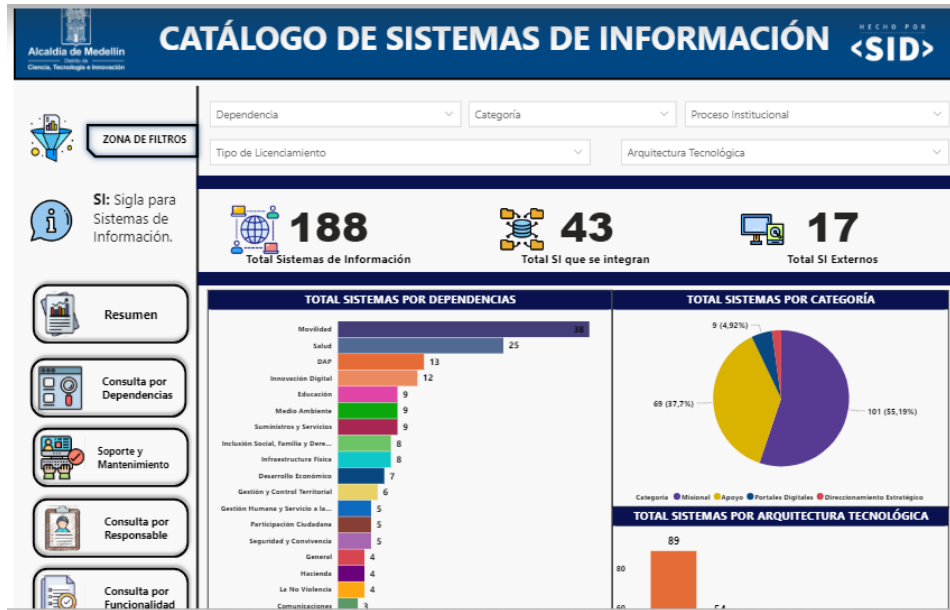 Alcaldía de Medellín
Distrito de
Ciencia, Tecnología e Innovación
CATÁLOGO DE SISTEMAS DE INFORMACIÓN
HECHO POR
<SID>
ZONA DE FILTROS
Dependencia
Categoría
Proceso Institucional
Tipo de Licenciamiento
Arquitectura Tecnológica
SI: Sigla para
Sistemas de
Información.
188
Total Sistemas de Información
43
Total SI que se integran
17
Total SI Externos
Resumen
Consulta por
Dependencias
Soporte y
Mantenimiento
Consulta por
Responsable
Consulta por
Funcionalidad
TOTAL SISTEMAS POR DEPENDENCIAS
Movilidad 38
Salud 25
DAP 13
Innovación Digital 12
Educación 9
Medio Ambiente 9
Suministros y Servicios 9
Inclusión Social, Familia y Dere... 8
Infraestructura Física 8
Desarrollo Económico 7
Gestión y Control Territorial 6
Gestión Humana y Servicio a la... 5
Participación Ciudadana 5
Seguridad y Convivencia 5
General 4
Hacienda 4
La No Violencia 4
Comunicaciones 3
TOTAL SISTEMAS POR CATEGORÍA
9 (4,92%)
69 (37,7%)
101 (55,19%)
Categoría Misional Apoyo Portales Digitales Direccionamiento Estratégico
TOTAL SISTEMAS POR ARQUITECTURA TECNOLÓGICA
89
80
60
54